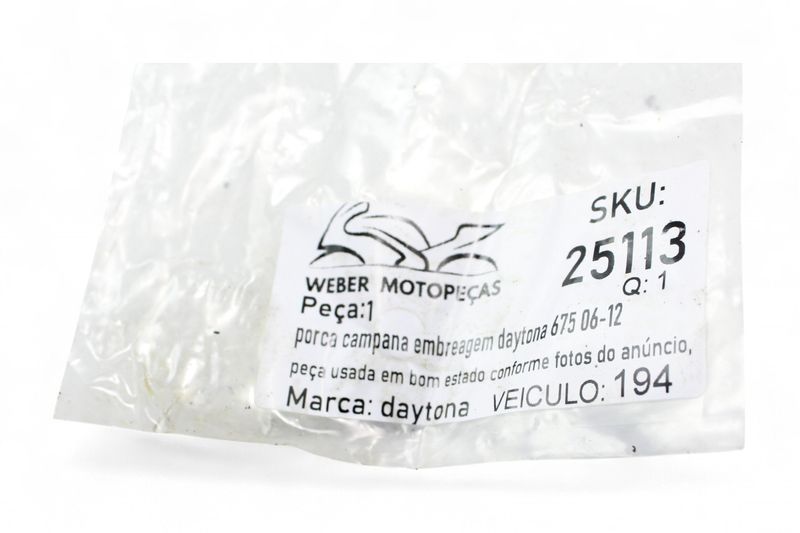 WEBER MOTOPEÇAS
SKU:
25113
Q: 1
Peça:1
porca campana embreagem daytona 675 06-12
peça usada em bom estado conforme fotos do anúncio,
Marca: daytona VEICULO: 194